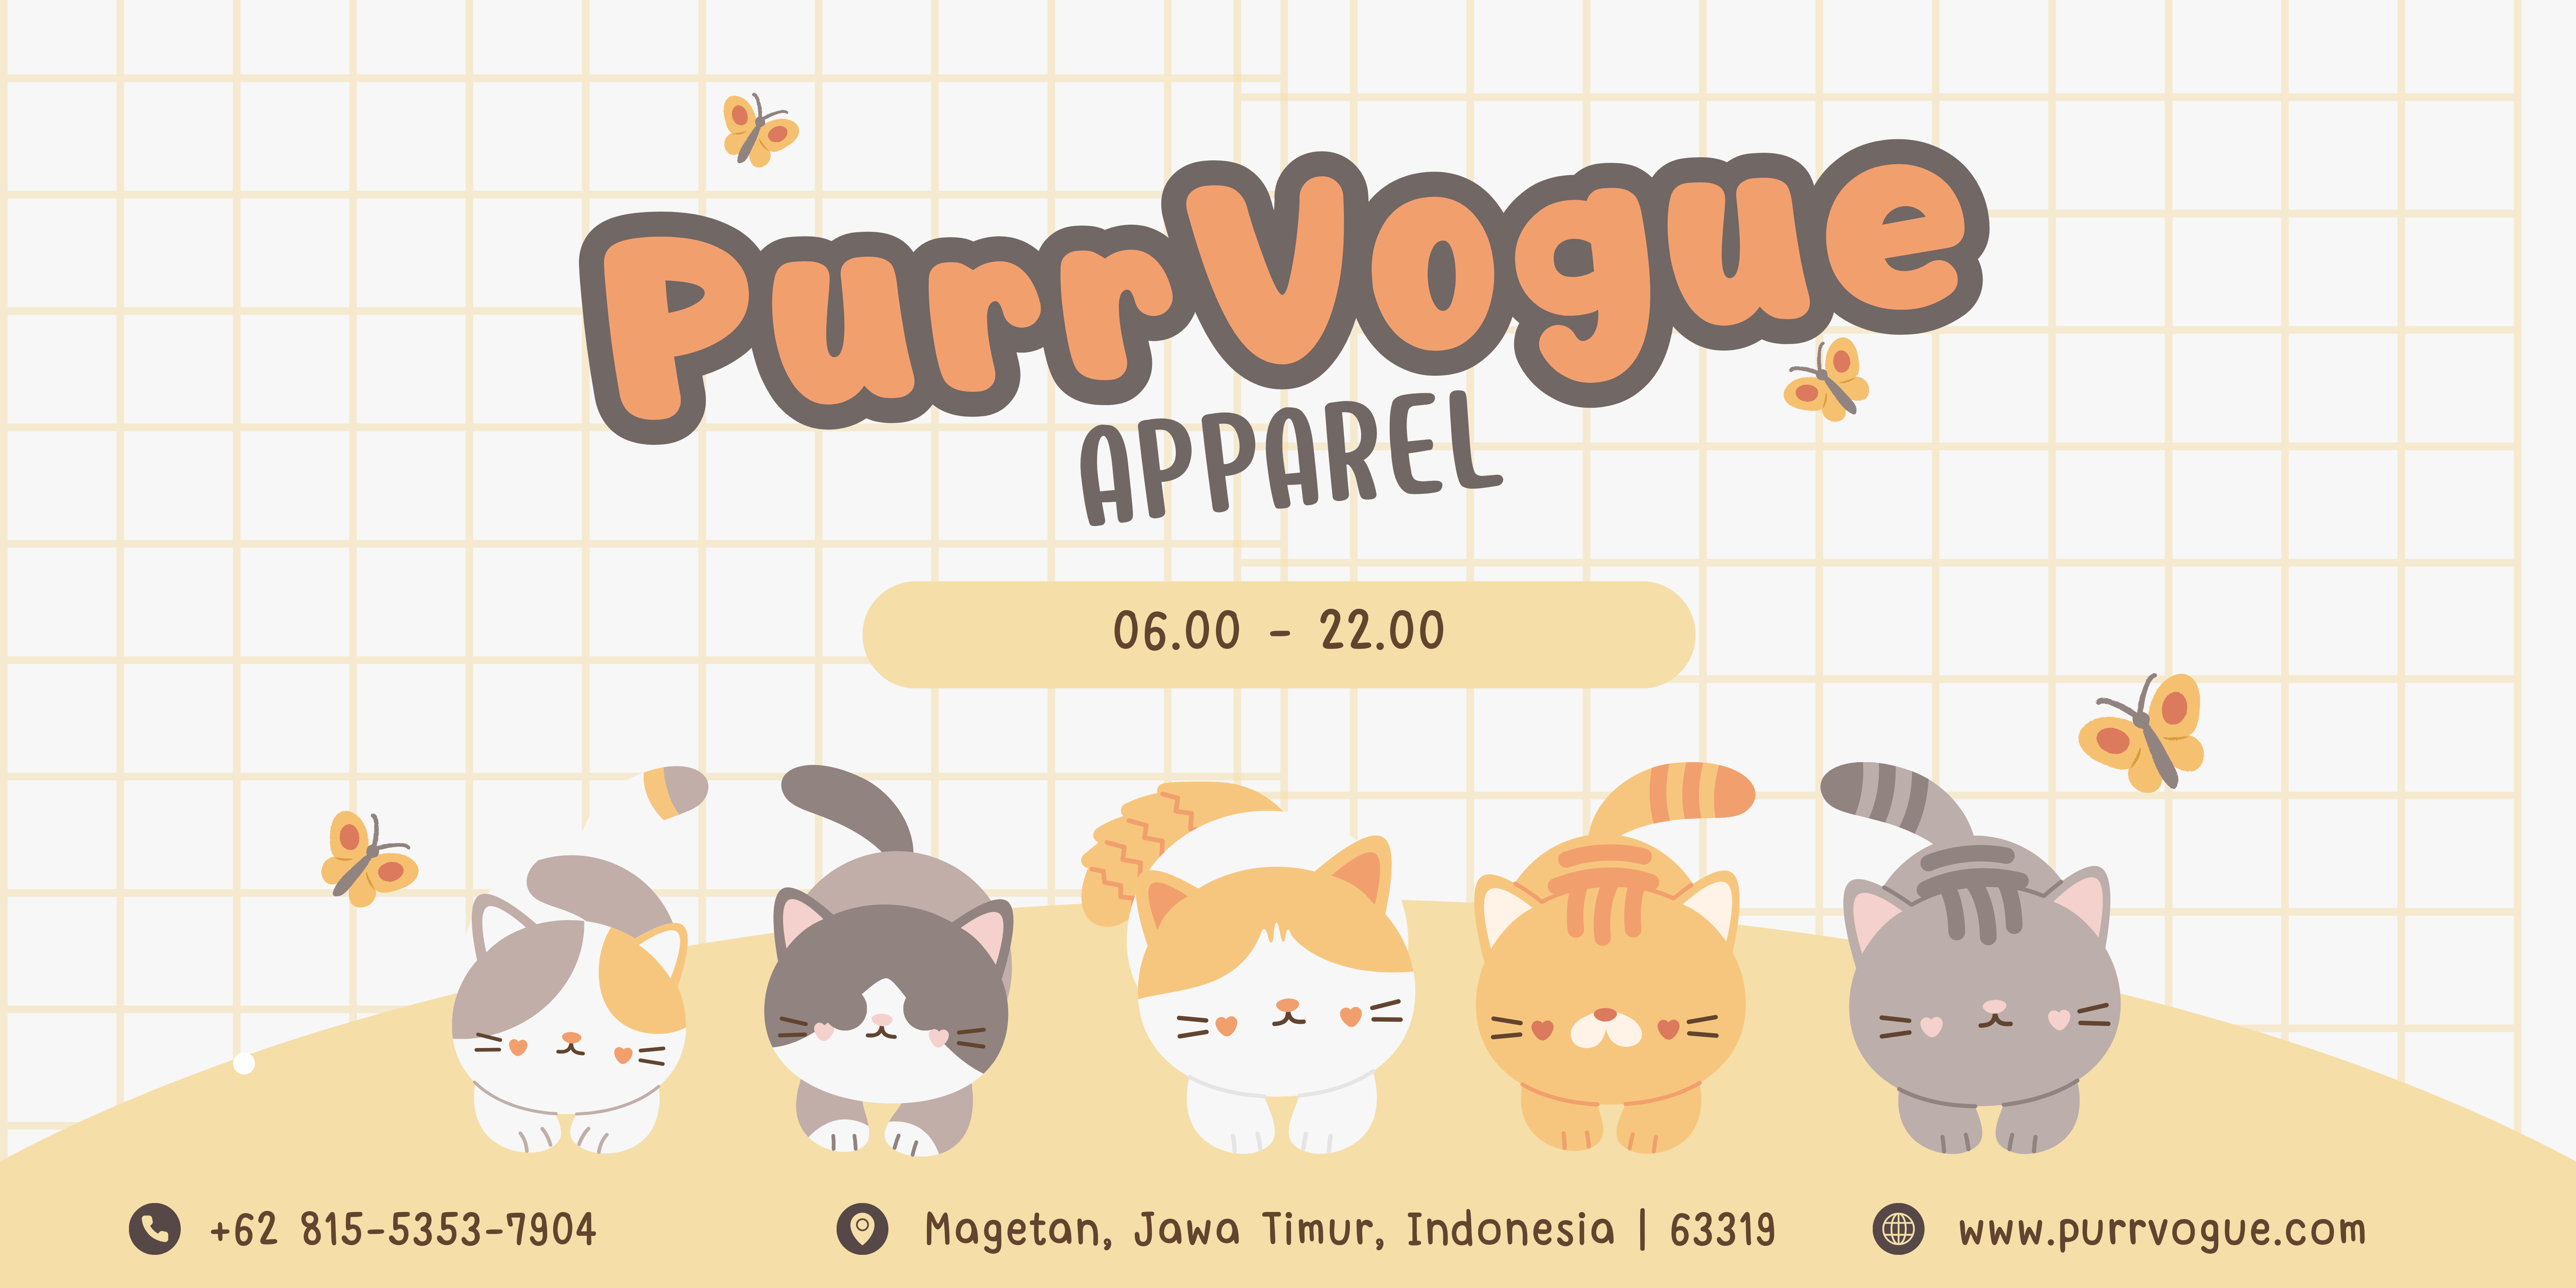 PurrVogue
APPAREL
06.00 - 22.00
+62 815-5353-7904
Magetan, Jawa Timur, Indonesia | 63319
www.purrvogue.com